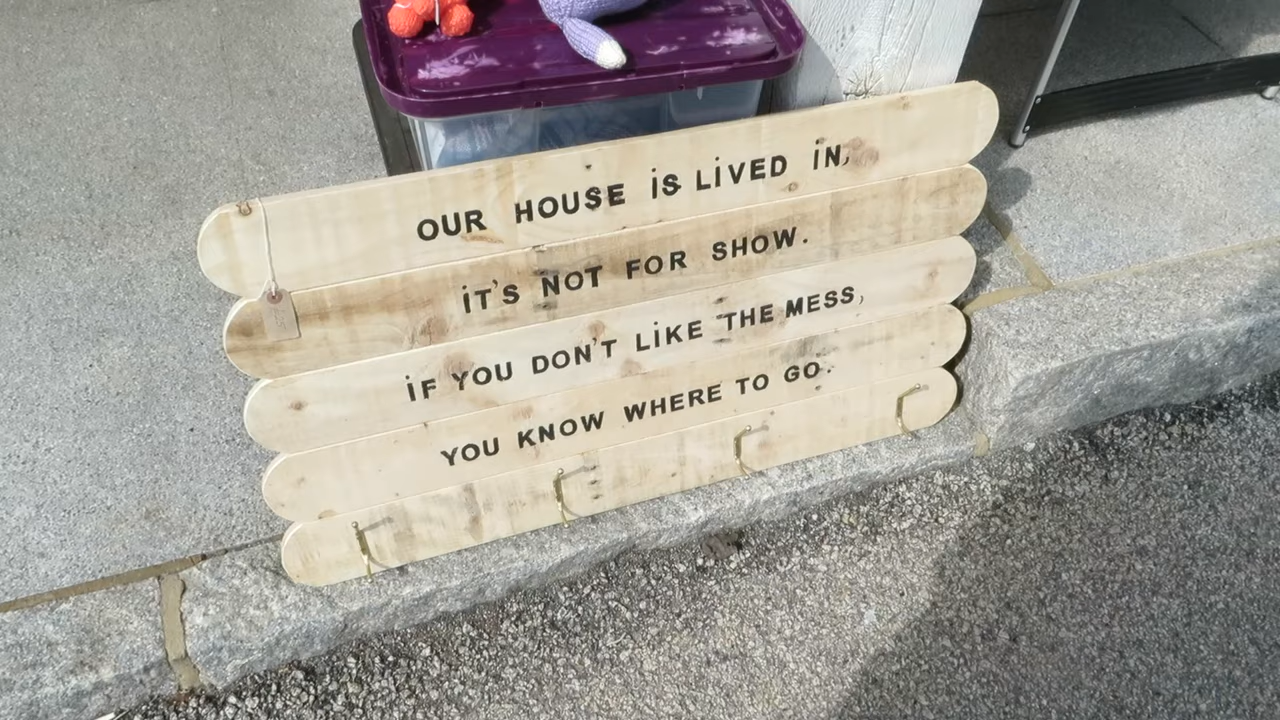 OUR HOUSE iS LiVED iN,
iT'S NOT FOR SHOW.
iF YOU DON'T LiKE THE MESS,
YOU KNOW WHERE TO GO.